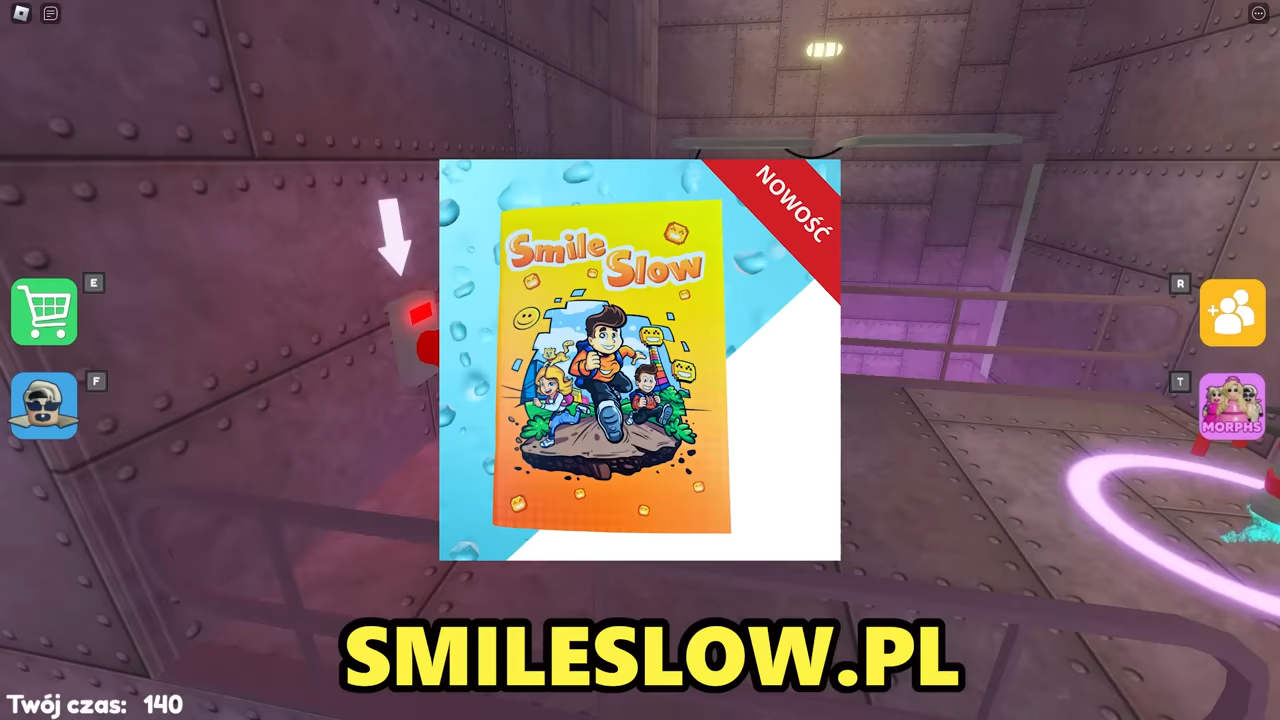 NOWOŚĆ
Smile
Slow
E
F
R
T
MORPHS
SMILESLOW.PL
Twój czas: 140